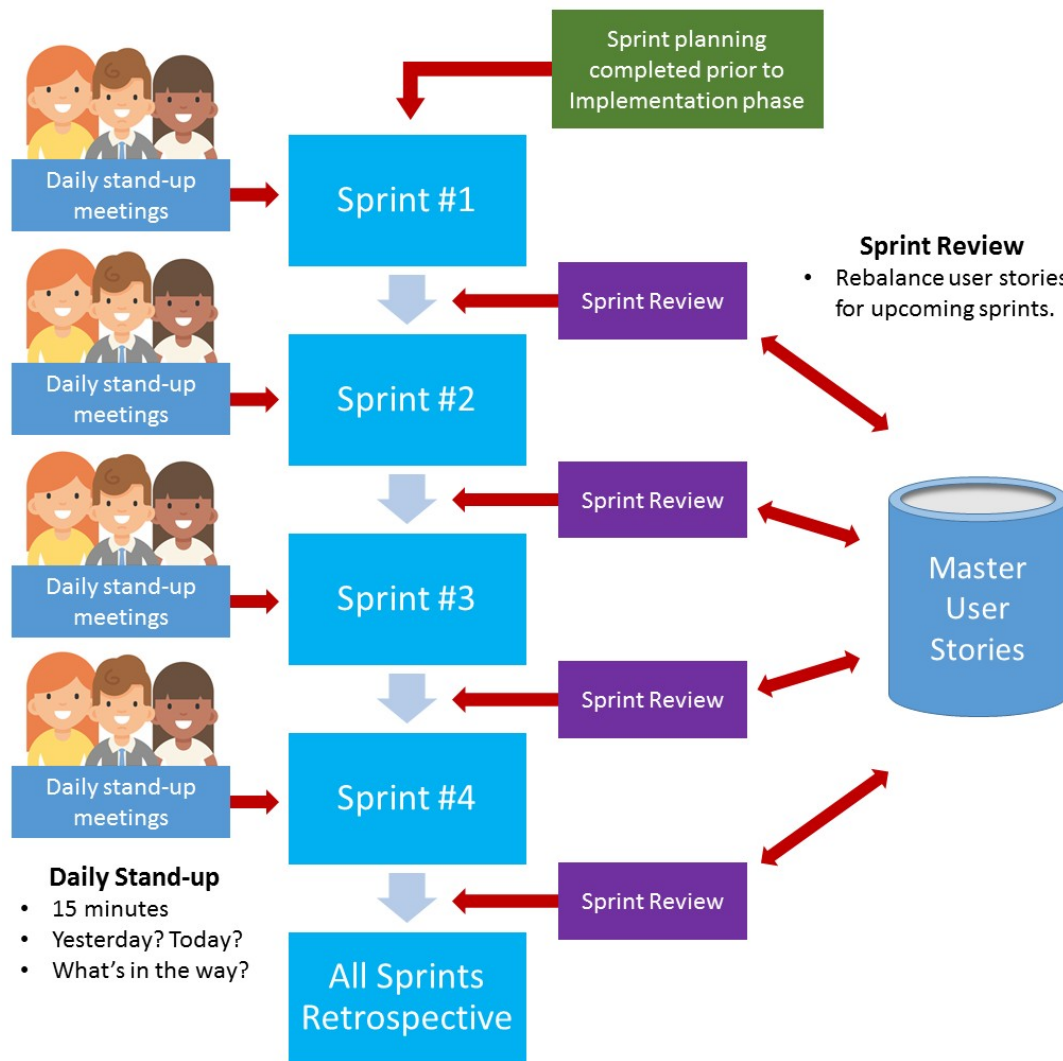 Sprint planning
completed prior to
Implementation phase
Daily stand-up
meetings
Sprint #1
Sprint Review
• Rebalance user stories
for upcoming sprints.
Sprint Review
Daily stand-up
meetings
Sprint #2
Sprint Review
Daily stand-up
meetings
Sprint #3
Master
User
Stories
Sprint Review
Daily stand-up
meetings
Sprint #4
Daily Stand-up
• 15 minutes
• Yesterday? Today?
• What's in the way?
Sprint Review
All Sprints
Retrospective